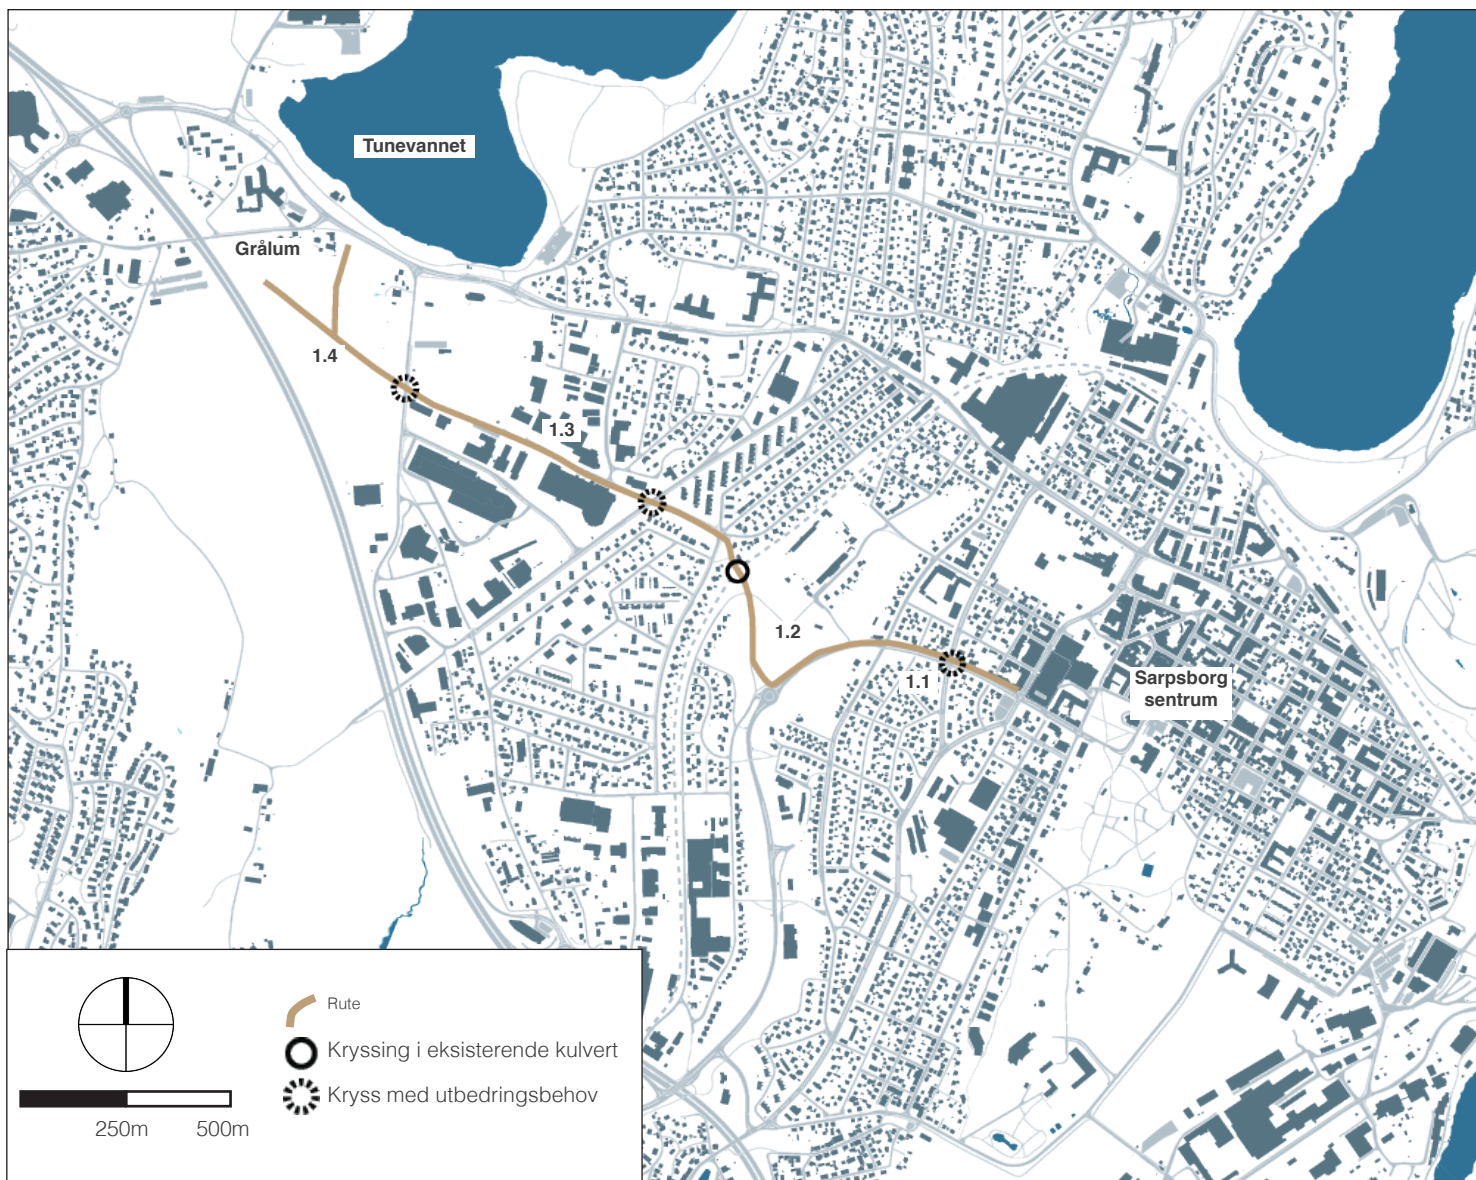 Tunevannet
Grålum
1.4
1.3
1.2
1.1
Sarpsborg
sentrum
Rute
Kryssing i eksisterende kulvert
Kryss med utbedringsbehov
250m
500m